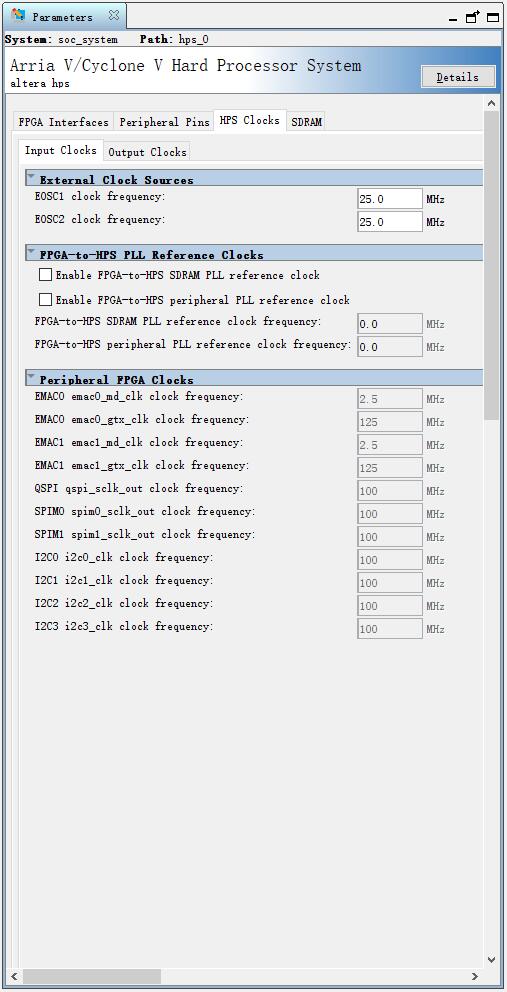 Parameters
System: soc_system Path: hps_0
Arria V/Cyclone V Hard Processor System
altera_hps
Details
FPGA Interfaces Peripheral Pins HPS Clocks SDRAM
Input Clocks Output Clocks
External Clock Sources
EOSC1 clock frequency: 25.0 MHz
EOSC2 clock frequency: 25.0 MHz
FPGA-to-HPS PLL Reference Clocks
Enable FPGA-to-HPS SDRAM PLL reference clock
Enable FPGA-to-HPS peripheral PLL reference clock
FPGA-to-HPS SDRAM PLL reference clock frequency: 0.0 MHz
FPGA-to-HPS peripheral PLL reference clock frequency: 0.0 MHz
Peripheral FPGA Clocks
EMAC0 emac0_md_clk clock frequency: 2.5 MHz
EMAC0 emac0_gtx_clk clock frequency: 125 MHz
EMAC1 emac1_md_clk clock frequency: 2.5 MHz
EMAC1 emac1_gtx_clk clock frequency: 125 MHz
QSPI qspi_sclk_out clock frequency: 100 MHz
SPIM0 spim0_sclk_out clock frequency: 100 MHz
SPIM1 spim1_sclk_out clock frequency: 100 MHz
I2C0 i2c0_clk clock frequency: 100 MHz
I2C1 i2c1_clk clock frequency: 100 MHz
I2C2 i2c2_clk clock frequency: 100 MHz
I2C3 i2c3_clk clock frequency: 100 MHz